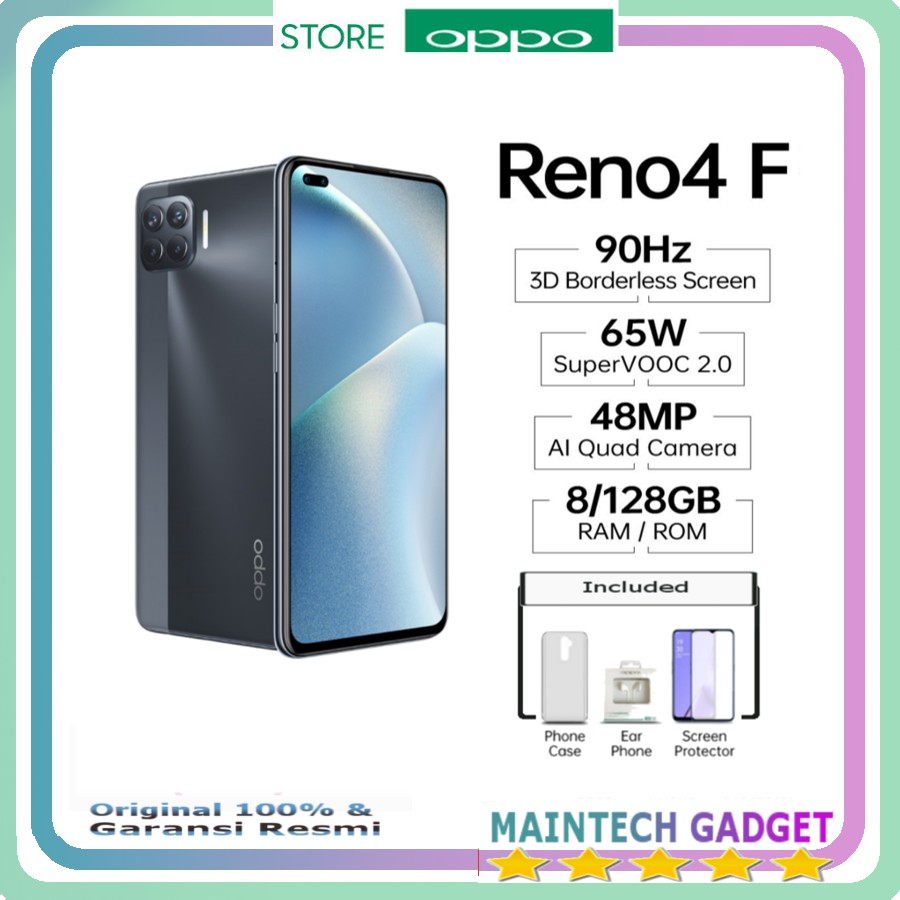 STORE oppo
Reno4 F
90Hz
3D Borderless Screen
65W
SuperVOOC 2.0
48MP
AI Quad Camera
8/128GB
RAM / ROM
Included
oppo
oppo
Phone
Case
Ear
Phone
Screen
Protector
Original 100% &
Garansi Resmi
MAINTECH GADGET